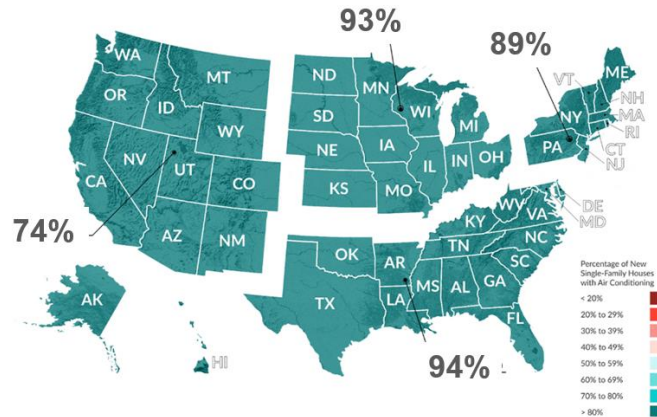 93%
89%
74%
94%
WA
OR
CA
NV
ID
MT
WY
UT
CO
AZ
NM
AK
HI
ND
SD
NE
KS
MN
IA
MO
WI
IL
MI
IN
OH
ME
VT
NH
MA
RI
CT
NY
NJ
PA
OK
TX
AR
LA
KY
TN
MS
AL
GA
FL
SC
NC
VA
WV
DE
MD
Percentage of New
Single-Family Houses
with Air Conditioning
< 20%
20% to 29%
30% to 39%
40% to 49%
50% to 59%
60% to 69%
70% to 80%
> 80%